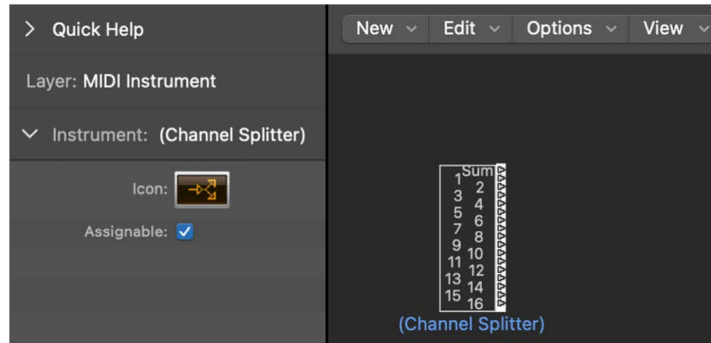 Quick Help
Layer: MIDI Instrument
Instrument: (Channel Splitter)
Icon:
Assignable:
New Edit Options View
Sum
1
2
3
4
5
6
7
8
9
10
11
12
13
14
15
16
(Channel Splitter)